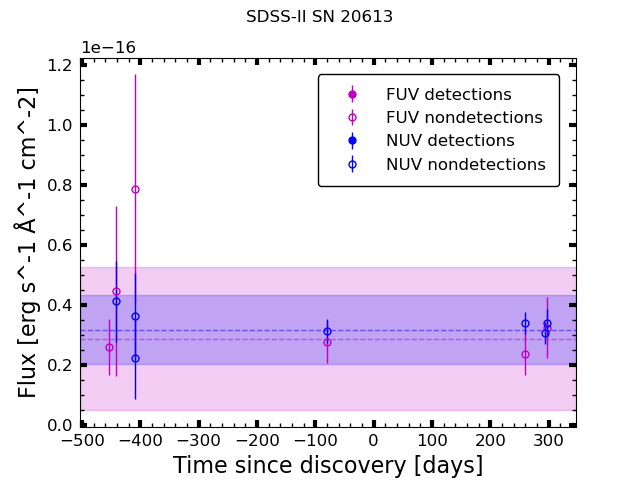 SDSS-II SN 20613
1e−16
FUV detections
FUV nondetections
NUV detections
NUV nondetections
1.2
1.0
0.8
0.6
0.4
0.2
0.0
Flux [erg s^-1 Å^-1 cm^-2]
−500 −400 −300 −200 −100 0 100 200 300
Time since discovery [days]